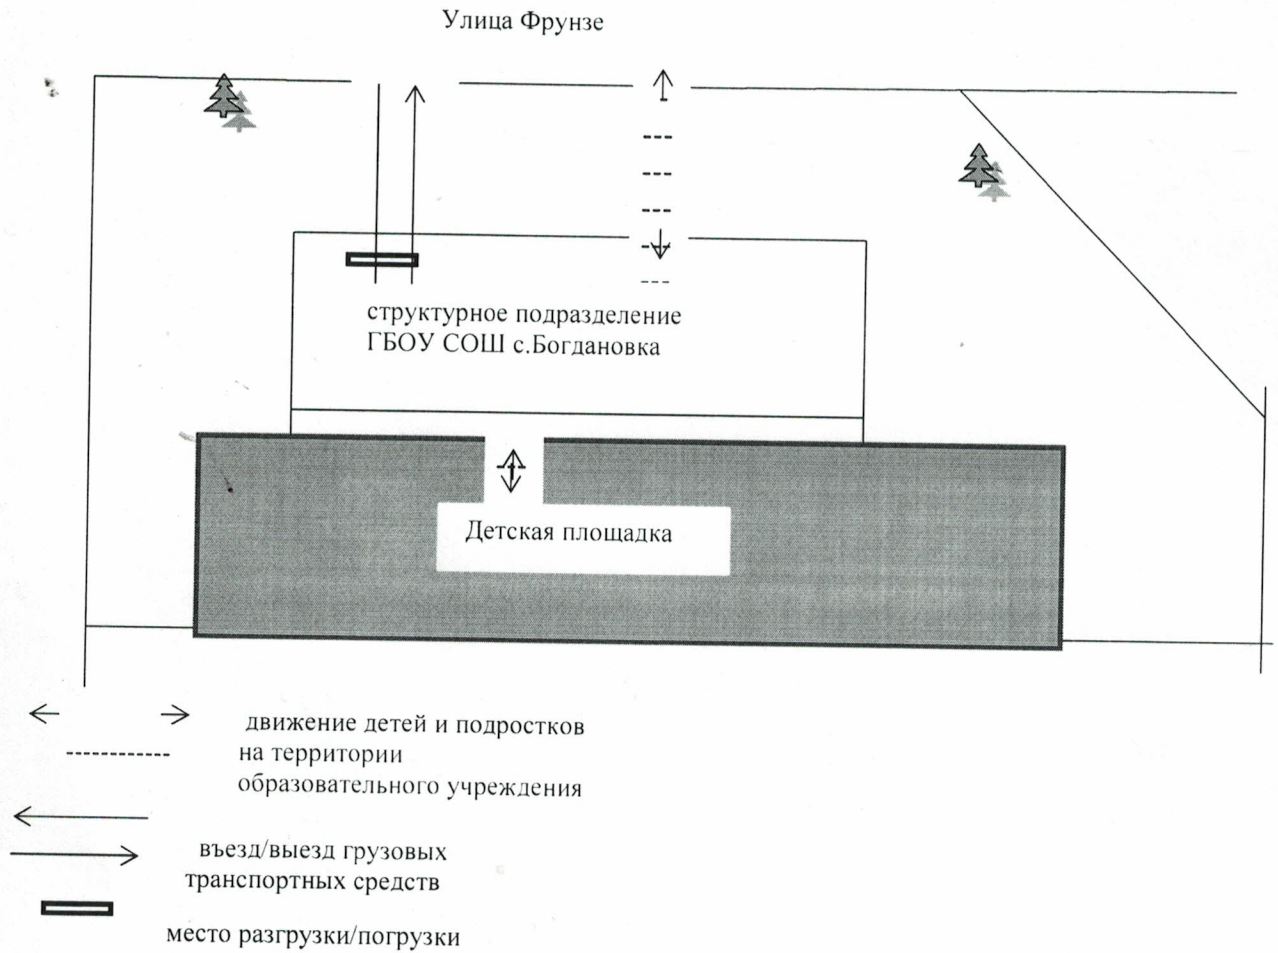 Улица Фрунзе
структурное подразделение
ГБОУ СОШ с.Богдановка
Детская площадка
движение детей и подростков
на территории
образовательного учреждения
въезд/выезд грузовых
транспортных средств
место разгрузки/погрузки